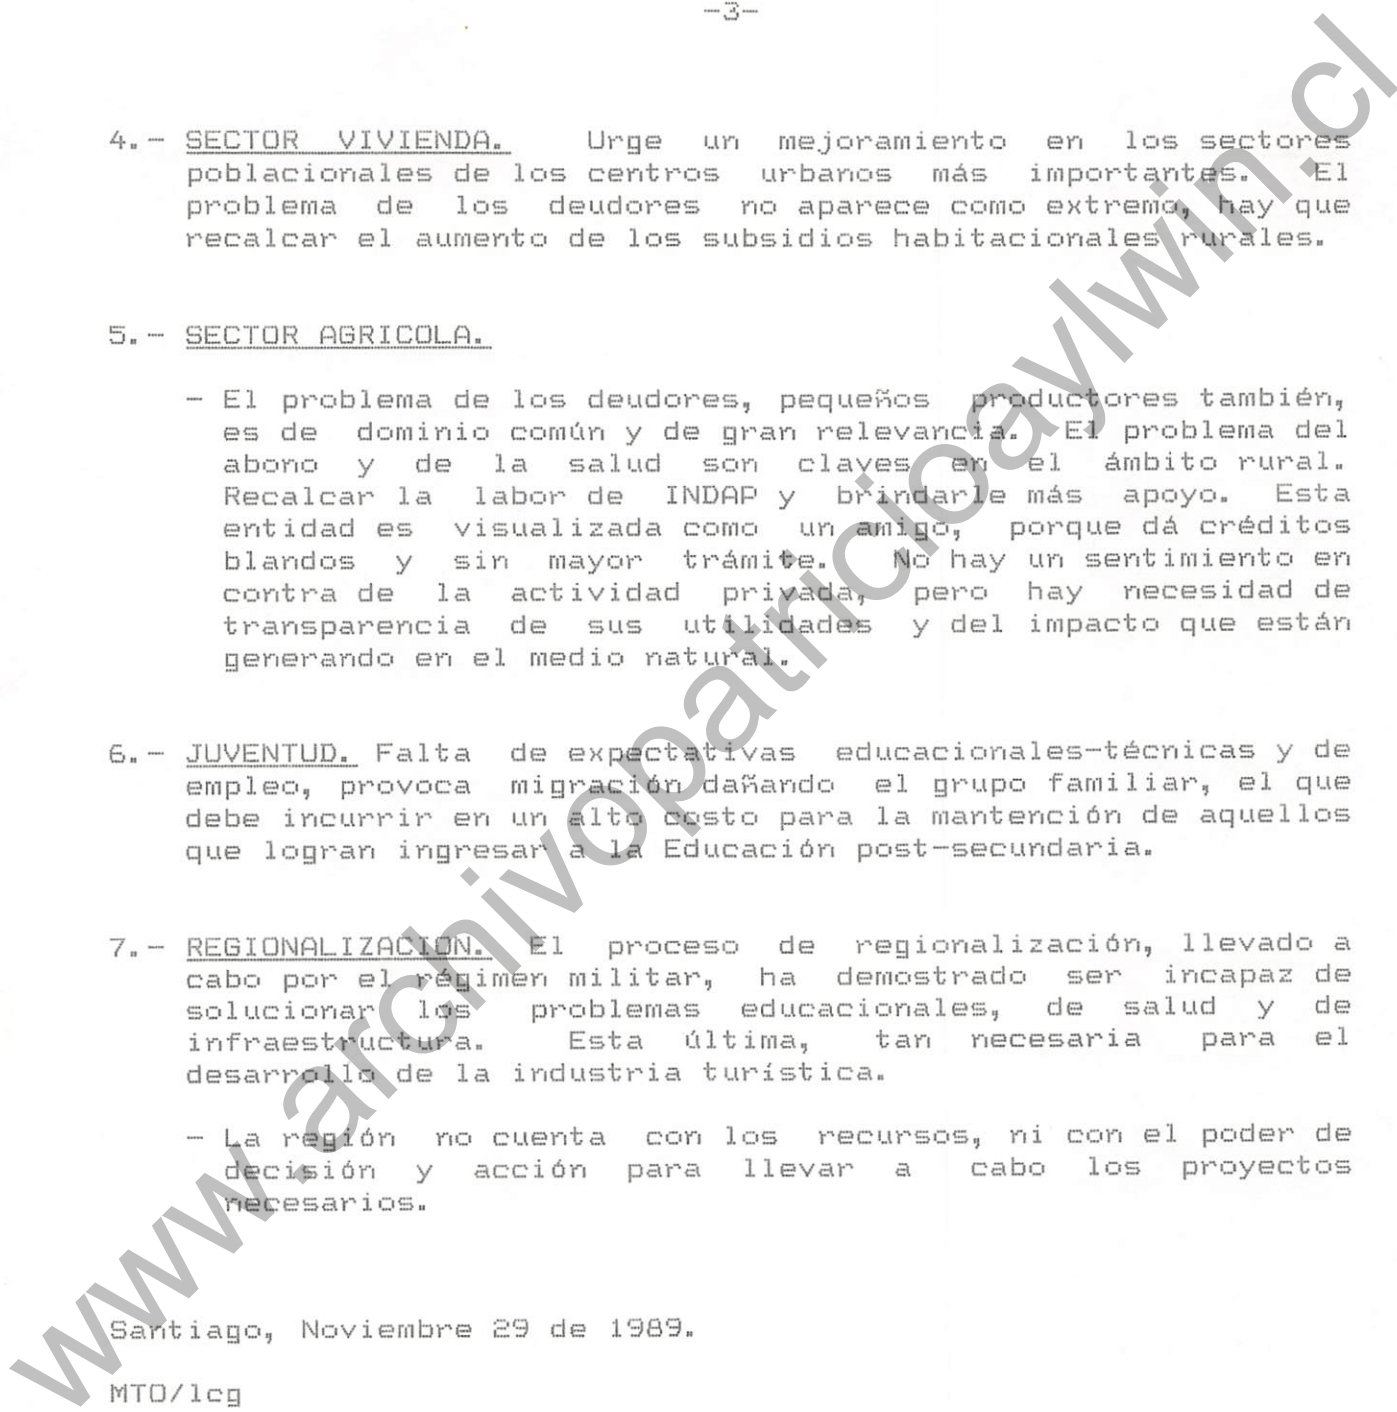 -3-
4.- SECTOR VIVIENDA. Urge un mejoramiento en los sectores
poblacionales de los centros urbanos más importantes. El
problema de los deudores no aparece como extremo, hay que
recalcar el aumento de los subsidios habitacionales rurales.
5.- SECTOR AGRICOLA.
- El problema de los deudores, pequeños productores también,
es de dominio común y de gran relevancia. El problema del
abono y de la salud son claves en el ámbito rural.
Recalcar la labor de INDAP y brindarle más apoyo. Esta
entidad es visualizada como un amigo, porque dá créditos
blandos y sin mayor trámite. No hay un sentimiento en
contra de la actividad privada, pero hay necesidad de
transparencia de sus utilidades y del impacto que están
generando en el medio natural.
6.- JUVENTUD. Falta de expectativas educacionales-técnicas y de
empleo, provoca migración dañando el grupo familiar, el que
debe incurrir en un alto costo para la mantención de aquellos
que logran ingresar a la Educación post-secundaria.
7.- REGIONALIZACION. El proceso de regionalización, llevado a
cabo por el régimen militar, ha demostrado ser incapaz de
solucionar los problemas educacionales, de salud y de
infraestructura. Esta última, tan necesaria para el
desarrollo de la industria turística.
- La región no cuenta con los recursos, ni con el poder de
decisión y acción para llevar a cabo los proyectos
necesarios.
Santiago, Noviembre 29 de 1989.
MTO/lcg
www.archivopatricioaylwin.cl